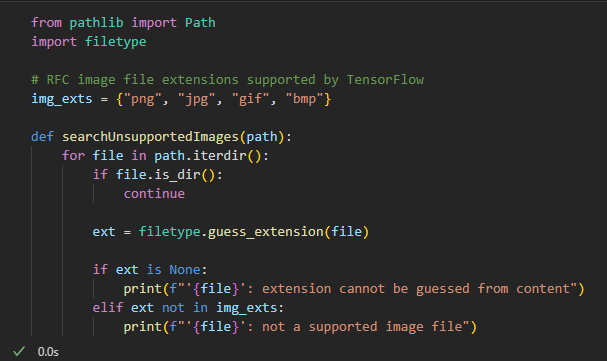 from pathlib import Path
import filetype
# RFC image file extensions supported by TensorFlow
img_exts = {"png", "jpg", "gif", "bmp"}
def searchUnsupportedImages(path):
for file in path.iterdir():
if file.is_dir():
continue
ext = filetype.guess_extension(file)
if ext is None:
print(f"'{file}': extension cannot be guessed from content")
elif ext not in img_exts:
print(f"'{file}': not a supported image file")
0.0s